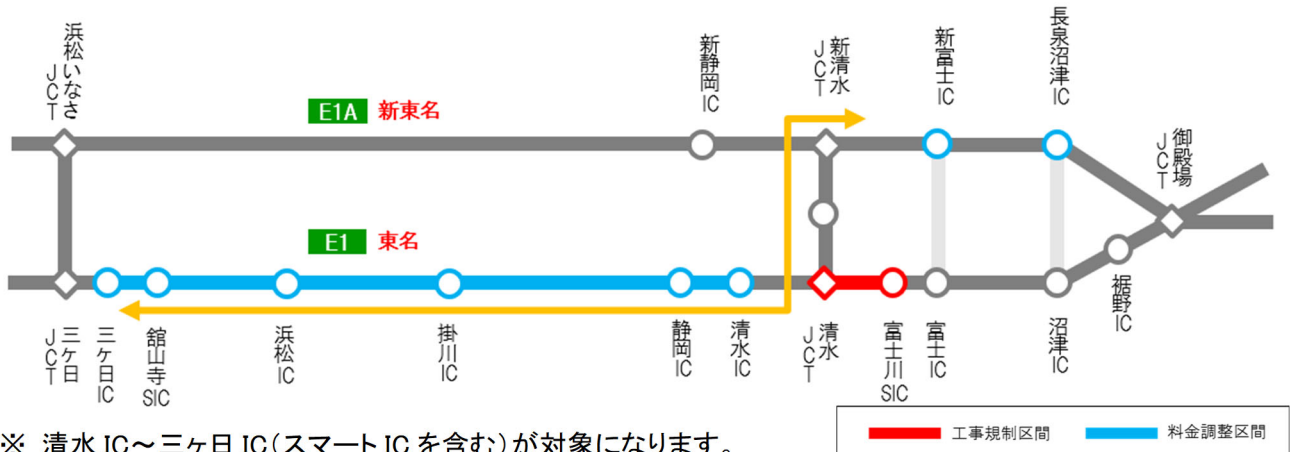 浜松いなさJCT
新静岡IC
新清水JCT
新富士IC
長泉沼津IC
御殿場JCT
E1A 新東名
E1 東名
三ヶ日JCT
三ヶ日IC
舘山寺SIC
浜松IC
掛川IC
静岡IC
清水IC
清水JCT
富士川SIC
富士IC
沼津IC
裾野IC
※ 清水IC～三ヶ日IC(スマートICを含む)が対象になります。
工事規制区間 料金調整区間